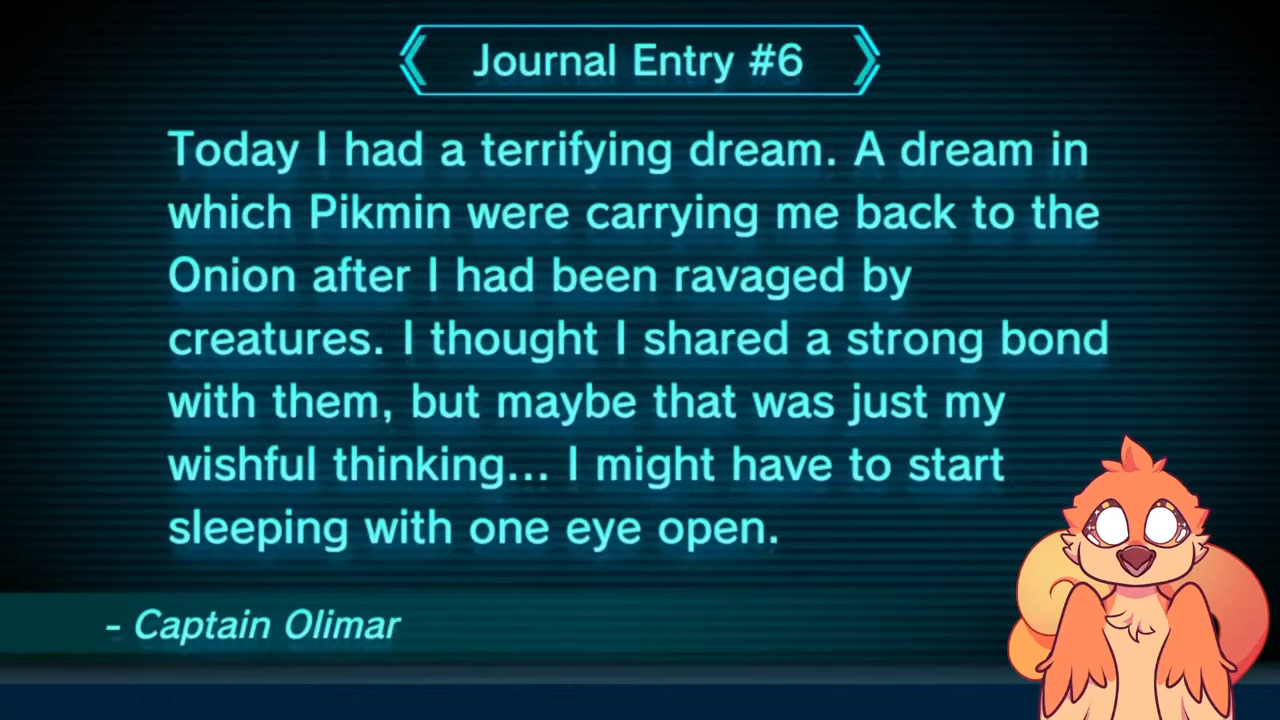 Journal Entry #6
Today I had a terrifying dream. A dream in
which Pikmin were carrying me back to the
Onion after I had been ravaged by
creatures. I thought I shared a strong bond
with them, but maybe that was just my
wishful thinking... I might have to start
sleeping with one eye open.
- Captain Olimar